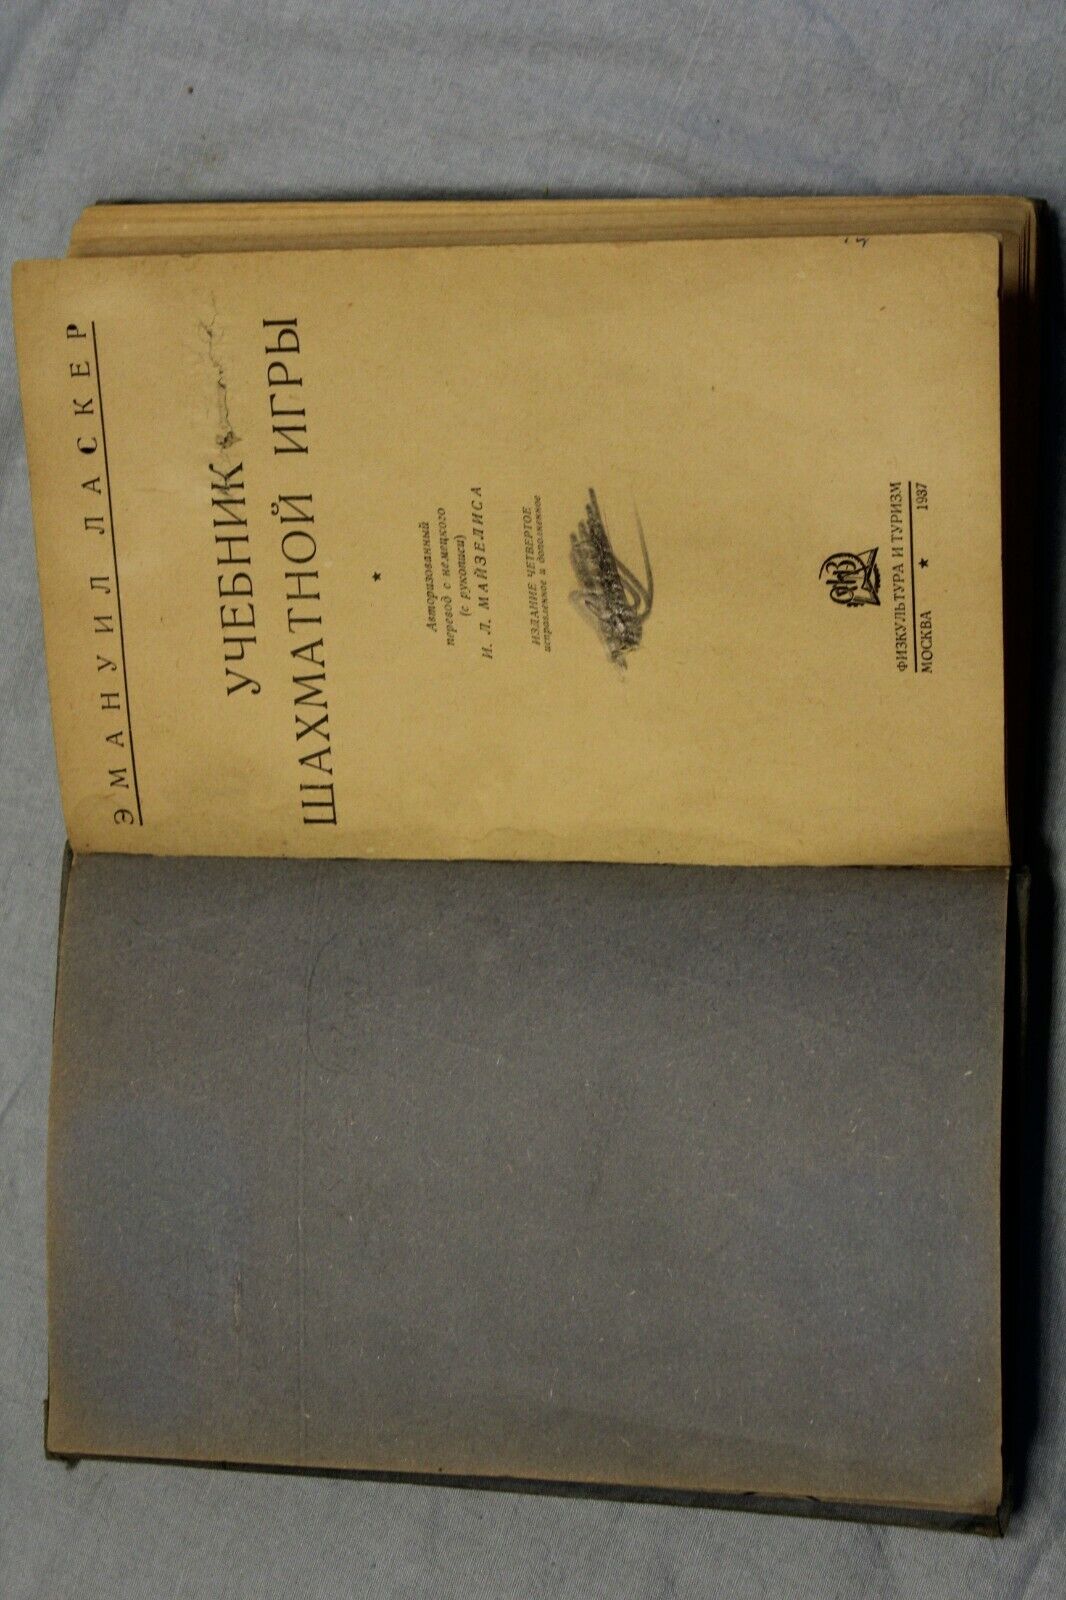 ЭМАНУИЛ ЛАСКЕР
УЧЕБНИК
ШАХМАТНОЙ ИГРЫ
★
Авторизованный
перевод с немецкого
(с рукописи)
И. Л. МАЙЗЕЛИСА
ИЗДАНИЕ ЧЕТВЕРТОЕ
исправленное и дополненное
ФИЗКУЛЬТУРА И ТУРИЗМ
МОСКВА ★ 1937